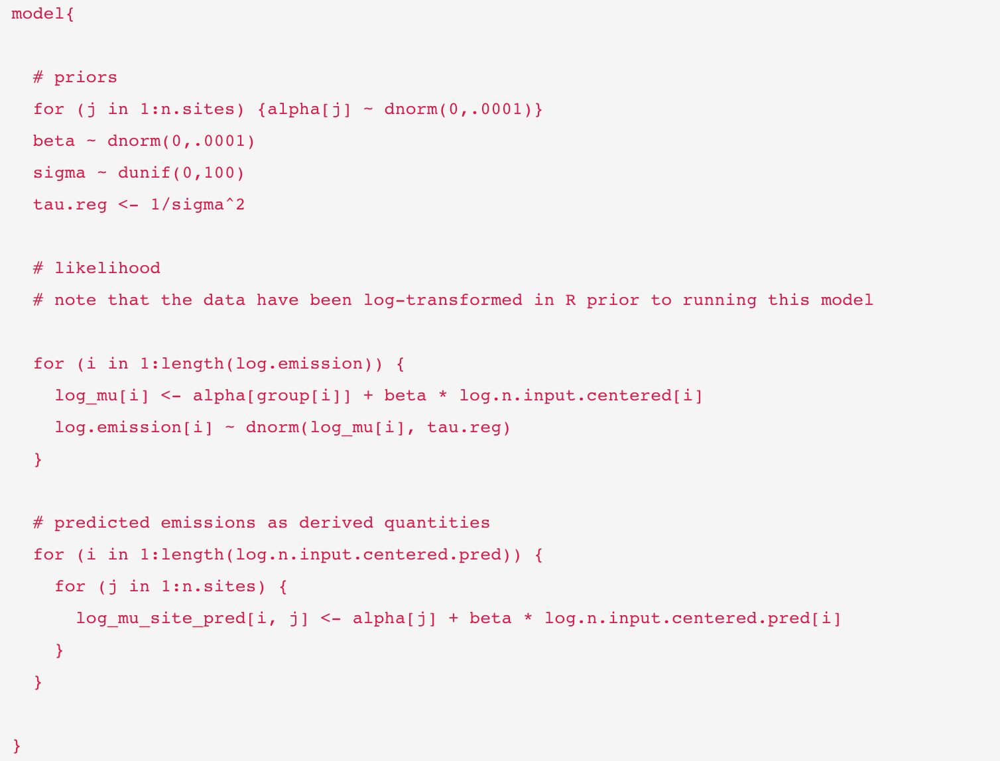 model{
# priors
for (j in 1:n.sites) {alpha[j] ~ dnorm(0,.0001)}
beta ~ dnorm(0,.0001)
sigma ~ dunif(0,100)
tau.reg <- 1/sigma^2
# likelihood
# note that the data have been log-transformed in R prior to running this model
for (i in 1:length(log.emission)) {
log_mu[i] <- alpha[group[i]] + beta * log.n.input.centered[i]
log.emission[i] ~ dnorm(log_mu[i], tau.reg)
}
# predicted emissions as derived quantities
for (i in 1:length(log.n.input.centered.pred)) {
for (j in 1:n.sites) {
log_mu_site_pred[i, j] <- alpha[j] + beta * log.n.input.centered.pred[i]
}
}
}